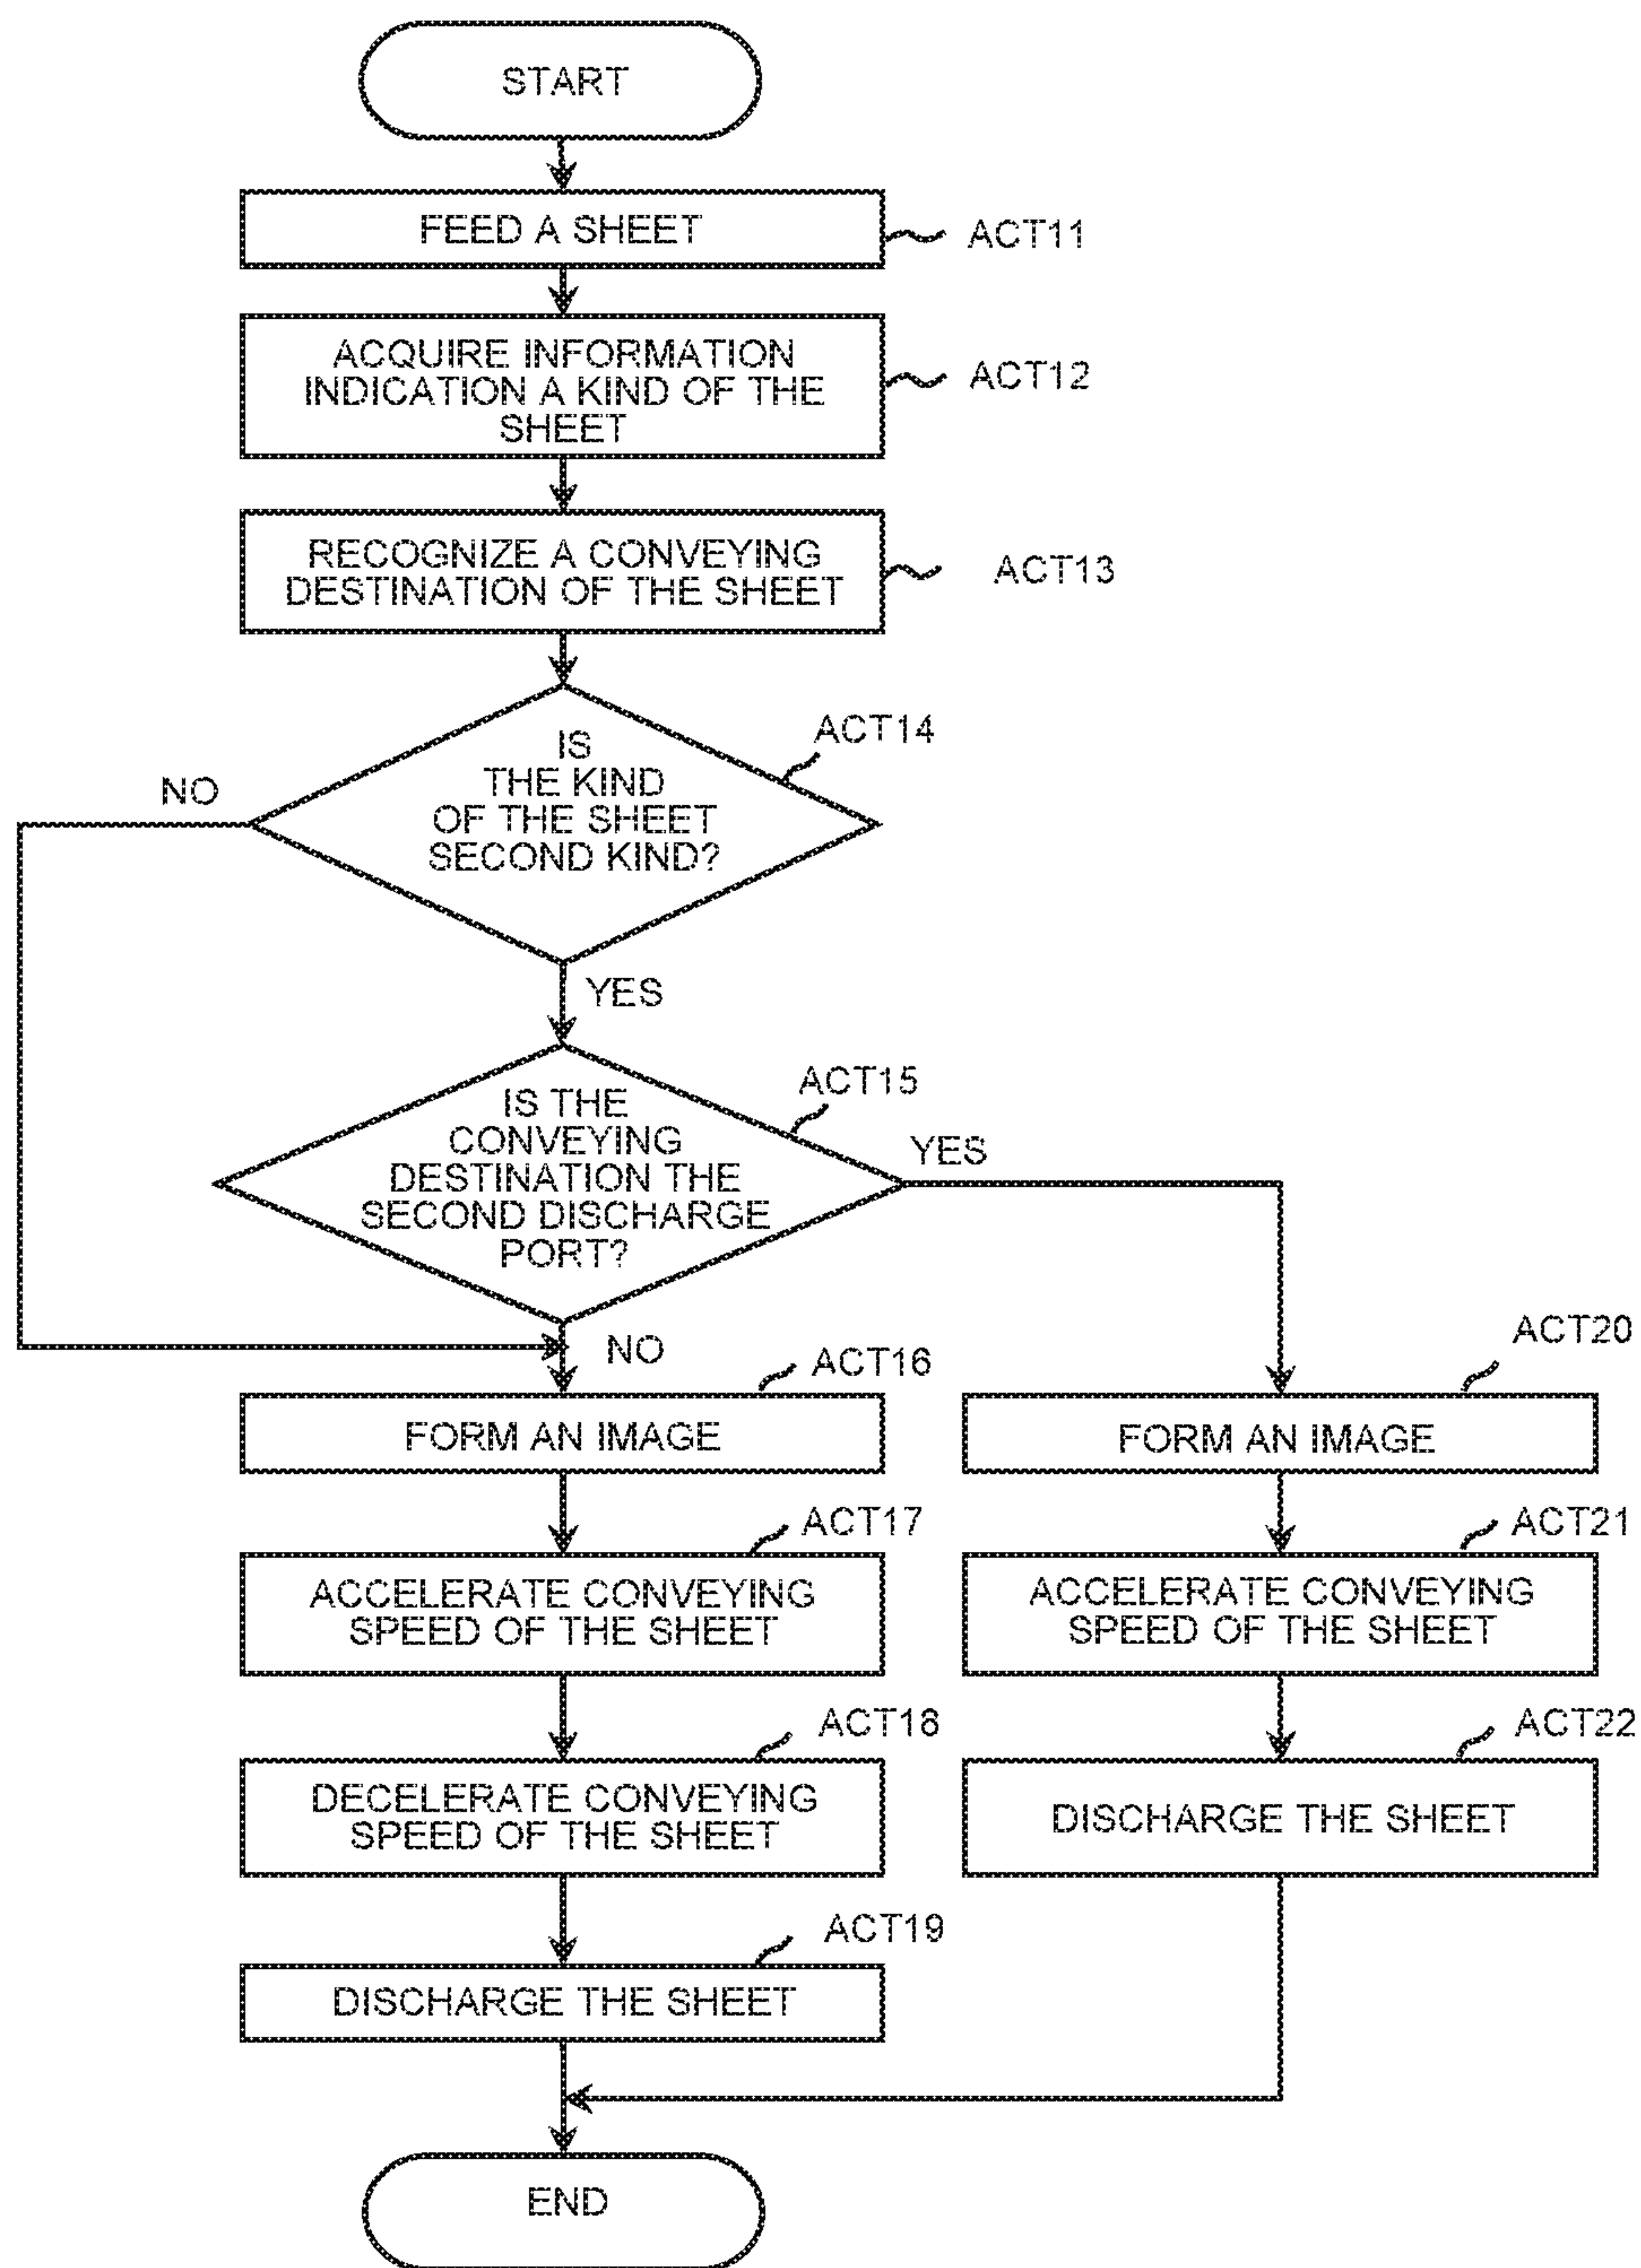 START
FEED A SHEET
ACT11
ACQUIRE INFORMATION
INDICATION A KIND OF THE
SHEET
ACT12
RECOGNIZE A CONVEYING
DESTINATION OF THE SHEET
ACT13
ACT14
IS
THE KIND
OF THE SHEET
SECOND KIND?
NO
YES
ACT15
IS THE
CONVEYING
DESTINATION THE
SECOND DISCHARGE
PORT?
YES
NO
ACT16
FORM AN IMAGE
ACT17
ACCELERATE CONVEYING
SPEED OF THE SHEET
ACT18
DECELERATE CONVEYING
SPEED OF THE SHEET
ACT19
DISCHARGE THE SHEET
ACT20
FORM AN IMAGE
ACT21
ACCELERATE CONVEYING
SPEED OF THE SHEET
ACT22
DISCHARGE THE SHEET
END